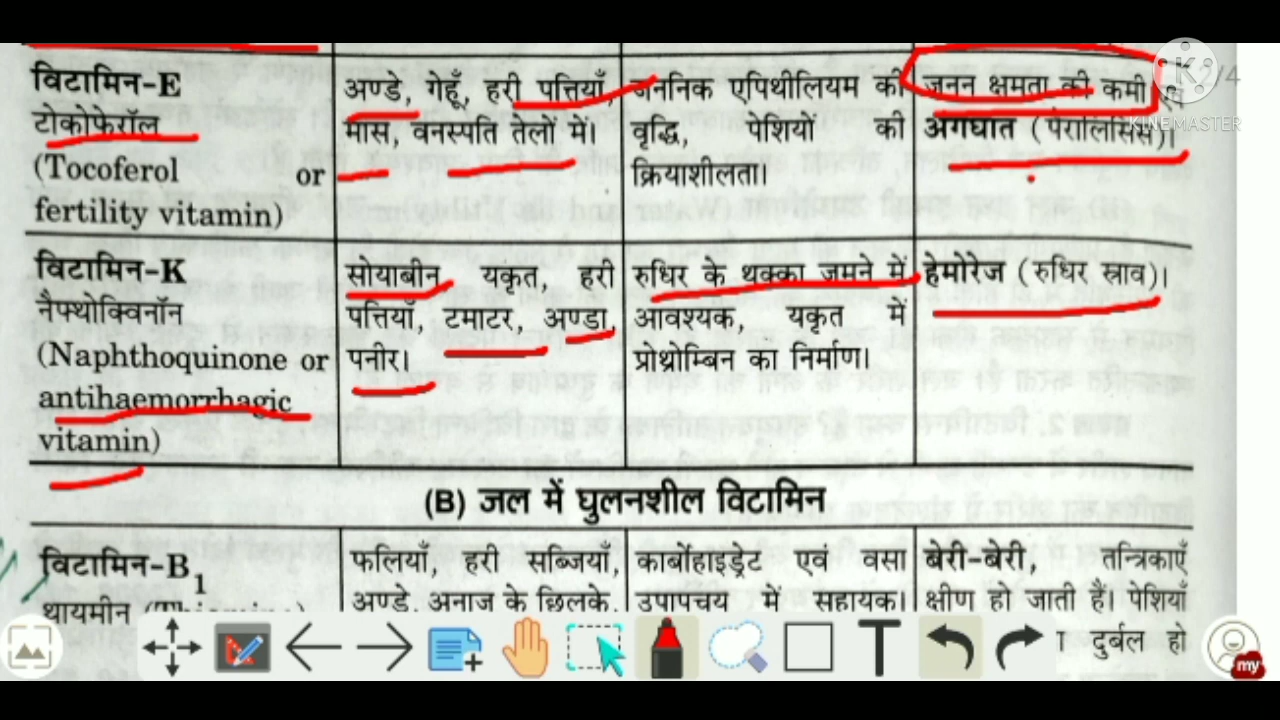 विटामिन-E
टोकोफेरॉल
(Tocoferol or
fertility vitamin)
अण्डे, गेहूँ, हरी पत्तियाँ,
मांस, वनस्पति तेलों में।
जननिक एपिथीलियम की
वृद्धि, पेशियों की
क्रियाशीलता।
जनन क्षमता की कमी
अंगघात (पैरालिसिस)।
विटामिन-K
नैफ्थोक्विनॉन
(Naphthoquinone or
antihaemorrhagic
vitamin)
सोयाबीन, यकृत, हरी
पत्तियाँ, टमाटर, अण्डा,
पनीर।
रुधिर के थक्का जमने में
आवश्यक, यकृत में
प्रोथ्रोम्बिन का निर्माण।
हेमोरेज (रुधिर स्राव)।
(B) जल में घुलनशील विटामिन
विटामिन-B1
थायमीन
फलियाँ, हरी सब्जियाँ,
अण्डे, अनाज के छिलके,
कार्बोहाइड्रेट एवं वसा
उपापचय में सहायक।
बेरी-बेरी, तन्त्रिकाएँ
क्षीण हो जाती हैं। पेशियाँ
दुर्बल हो
K
/4
KINEMASTER
T
my